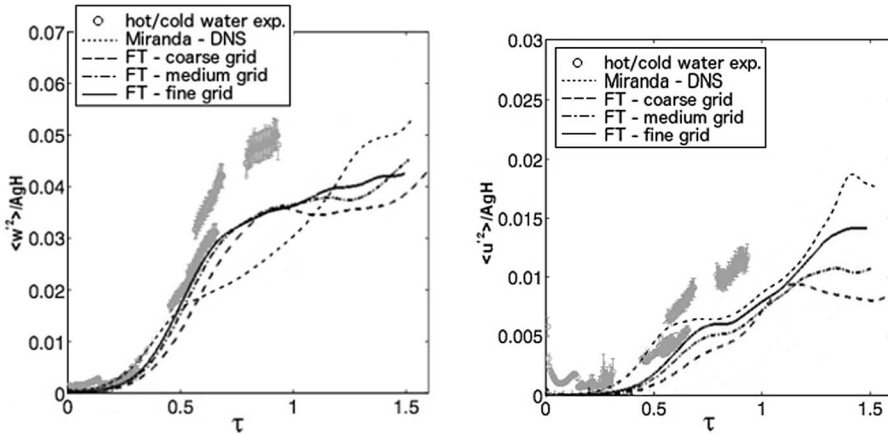 hot/cold water exp.
Miranda - DNS
FT - coarse grid
FT - medium grid
FT - fine grid
0.07
0.06
0.05
0.04
0.03
0.02
0.01
0
0
0.5
1
1.5
<w'²>/AgH
τ
hot/cold water exp.
Miranda - DNS
FT - coarse grid
FT - medium grid
FT - fine grid
0.03
0.025
0.02
0.015
0.01
0.005
0
0
0.5
1
1.5
<u'²>/AgH
τ